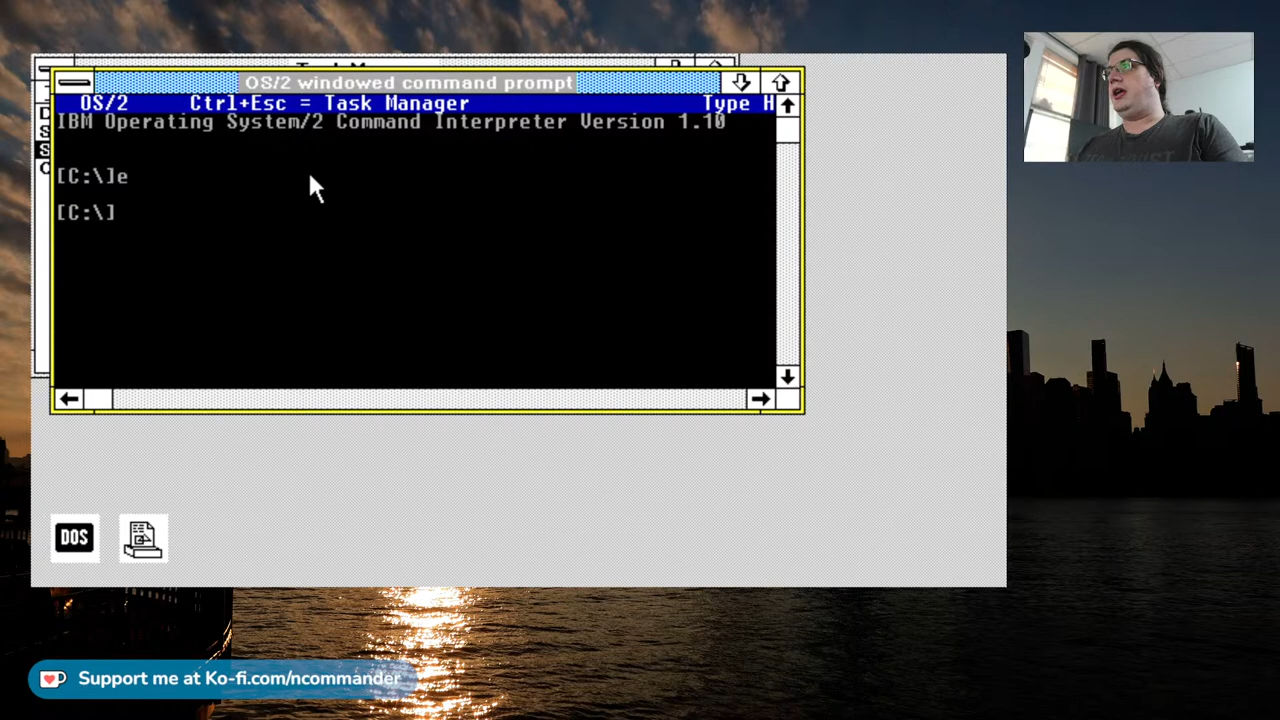 OS/2 windowed command prompt
OS/2 Ctrl+Esc = Task Manager Type H
IBM Operating System/2 Command Interpreter Version 1.10
[C:\]e
[C:\]
DOS
Support me at Ko-fi.com/ncommander